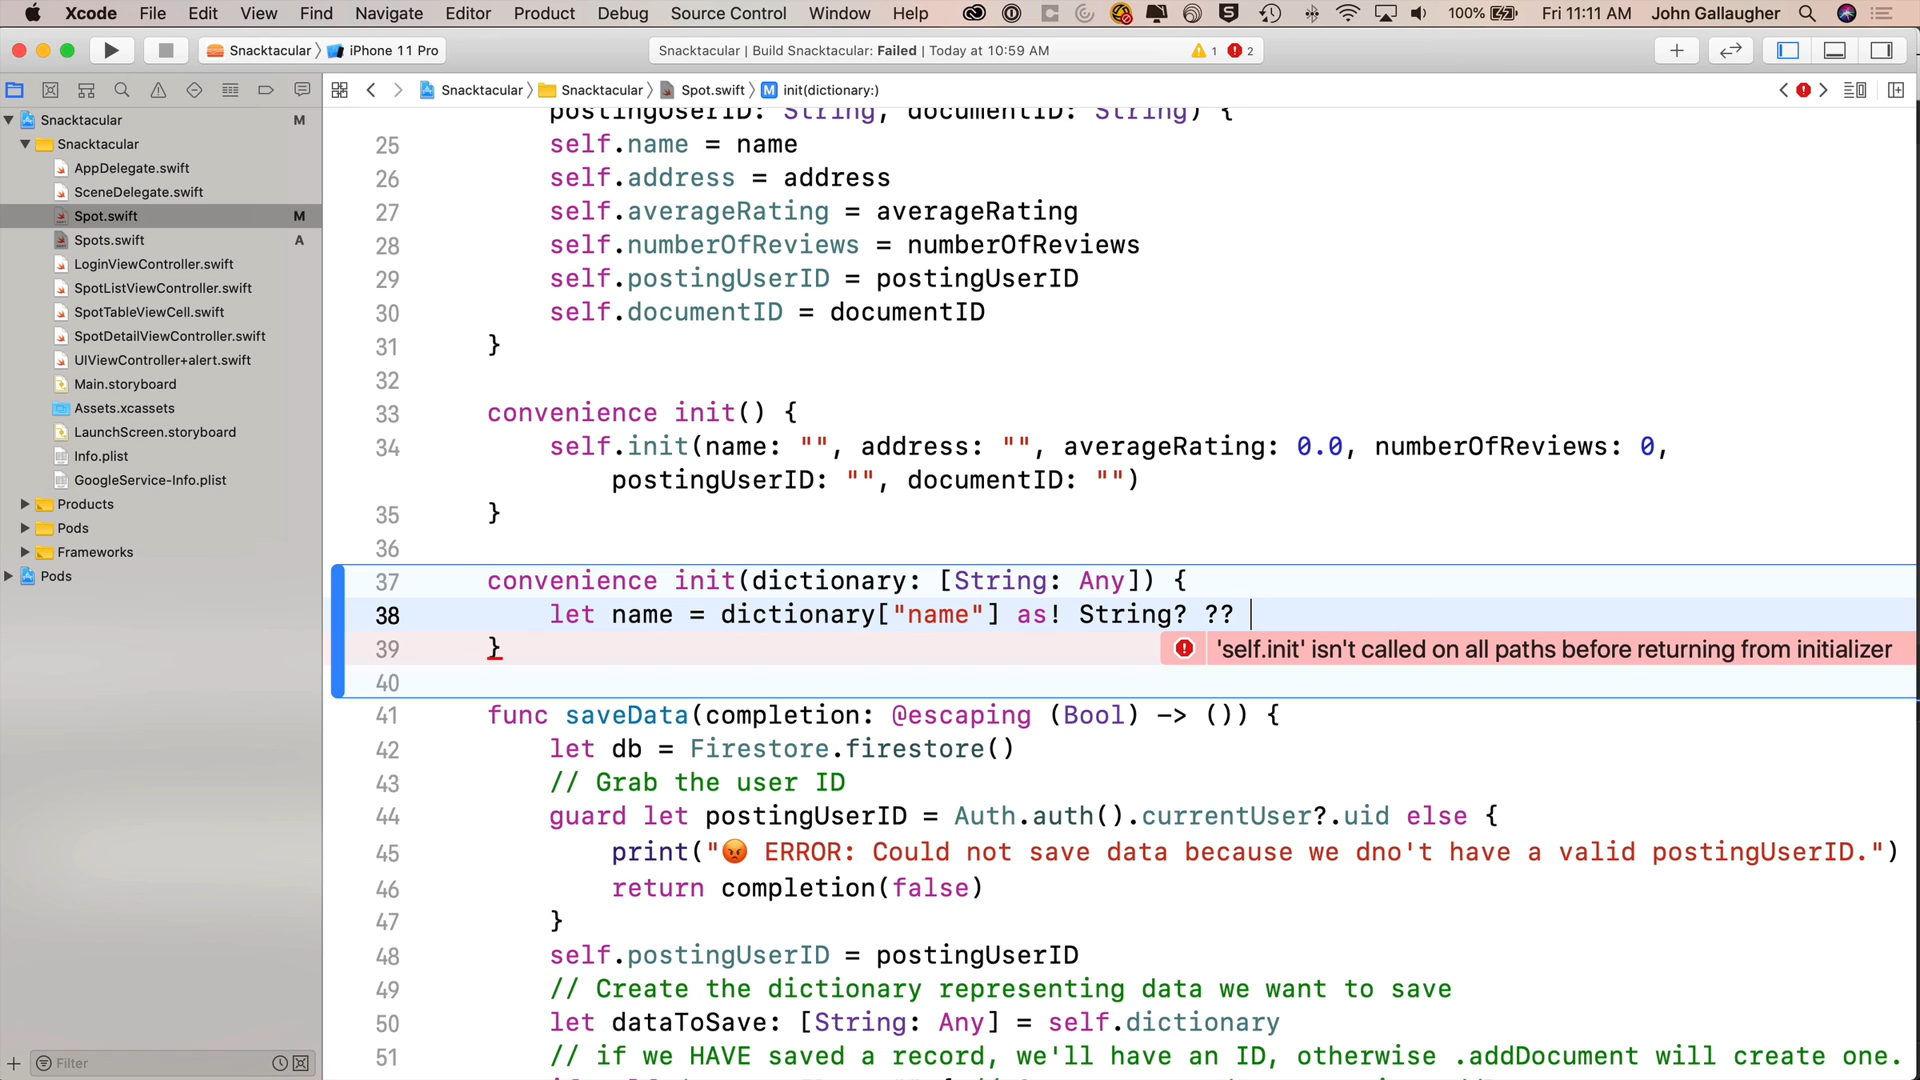 Xcode File Edit View Find Navigate Editor Product Debug Source Control Window Help 100% Fri 11:11 AM John Gallaugher
Snacktacular iPhone 11 Pro Snacktacular | Build Snacktacular: Failed | Today at 10:59 AM 1 2
Snacktacular Snacktacular Spot.swift M init(dictionary:)
Snacktacular M
Snacktacular
AppDelegate.swift
SceneDelegate.swift
Spot.swift M
Spots.swift A
LoginViewController.swift
SpotListViewController.swift
SpotTableViewCell.swift
SpotDetailViewController.swift
UIViewController+alert.swift
Main.storyboard
Assets.xcassets
LaunchScreen.storyboard
Info.plist
GoogleService-Info.plist
Products
Pods
Frameworks
Pods
Filter
postingUserID: String, documentID: String) {
25 self.name = name
26 self.address = address
27 self.averageRating = averageRating
28 self.numberOfReviews = numberOfReviews
29 self.postingUserID = postingUserID
30 self.documentID = documentID
31 }
32
33 convenience init() {
34 self.init(name: "", address: "", averageRating: 0.0, numberOfReviews: 0,
postingUserID: "", documentID: "")
35 }
36
37 convenience init(dictionary: [String: Any]) {
38 let name = dictionary["name"] as! String? ??
39 } 'self.init' isn't called on all paths before returning from initializer
40
41 func saveData(completion: @escaping (Bool) -> ()) {
42 let db = Firestore.firestore()
43 // Grab the user ID
44 guard let postingUserID = Auth.auth().currentUser?.uid else {
45 print("😡 ERROR: Could not save data because we dno't have a valid postingUserID.")
46 return completion(false)
47 }
48 self.postingUserID = postingUserID
49 // Create the dictionary representing data we want to save
50 let dataToSave: [String: Any] = self.dictionary
51 // if we HAVE saved a record, we'll have an ID, otherwise .addDocument will create one.